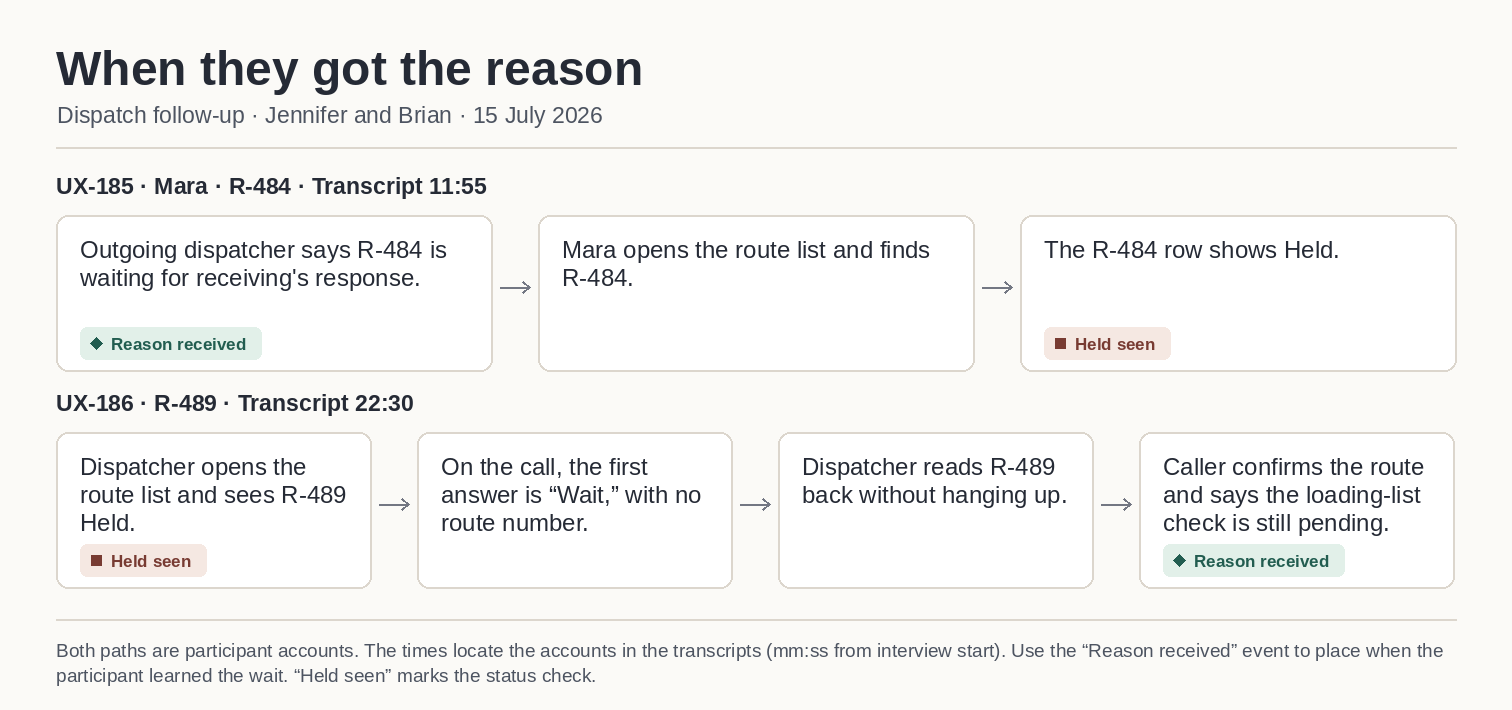 When they got the reason
Dispatch follow-up · Jennifer and Brian · 15 July 2026
UX-185 · Mara · R-484 · Transcript 11:55
Outgoing dispatcher says R-484 is
waiting for receiving's response.
Reason received
Mara opens the route list and finds
R-484.
The R-484 row shows Held.
Held seen
UX-186 · R-489 · Transcript 22:30
Dispatcher opens the
route list and sees R-489
Held.
Held seen
On the call, the first
answer is “Wait,” with no
route number.
Dispatcher reads R-489
back without hanging up.
Caller confirms the route
and says the loading-list
check is still pending.
Reason received
Both paths are participant accounts. The times locate the accounts in the transcripts (mm:ss from interview start). Use the “Reason received” event to place when the
participant learned the wait. “Held seen” marks the status check.